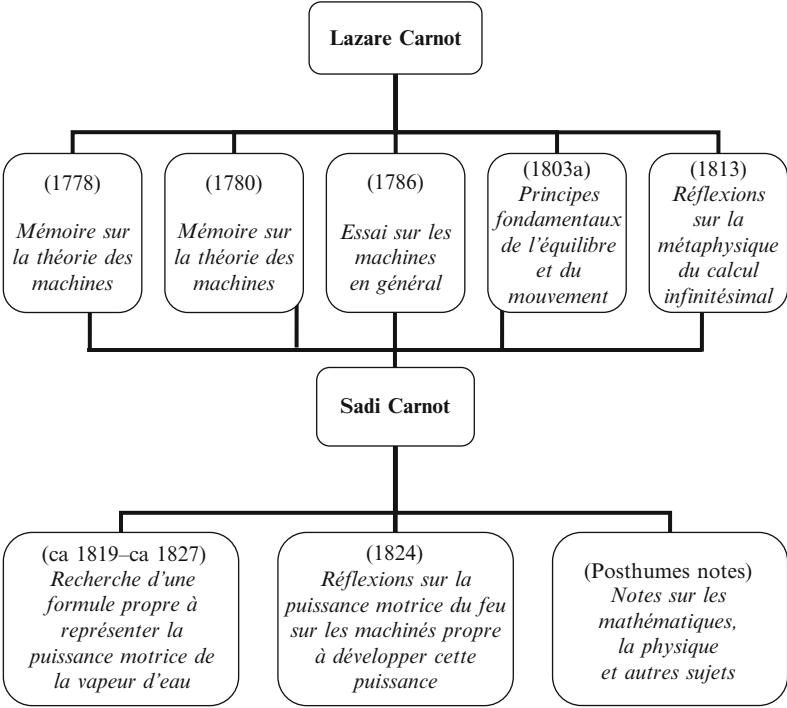 Lazare Carnot
(1778)
Mémoire sur
la théorie des
machines
(1780)
Mémoire sur
la théorie des
machines
(1786)
Essai sur les
machines
en général
(1803a)
Principes
fondamentaux
de l'équilibre
et du
mouvement
(1813)
Réflexions
sur la
métaphysique
du calcul
infinitésimal
Sadi Carnot
(ca 1819–ca 1827)
Recherche d'une
formule propre à
représenter la
puissance motrice de
la vapeur d'eau
(1824)
Réflexions sur la
puissance motrice du feu
sur les machinés propre
à développer cette
puissance
(Posthumes notes)
Notes sur les
mathématiques,
la physique
et autres sujets